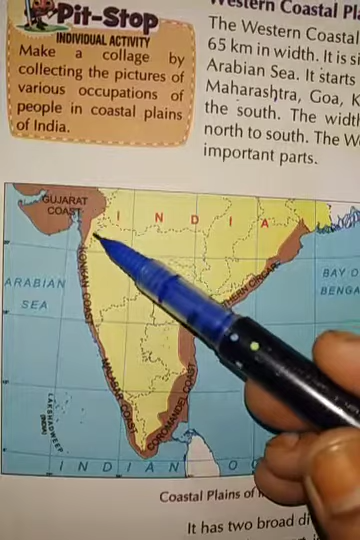 Pit-Stop
INDIVIDUAL ACTIVITY
Make a collage by
collecting the pictures of
various occupations of
people in coastal plains
of India.
Western Coastal
The Western Coastal
65 km in width. It is
Arabian Sea. It starts
Maharashtra, Goa,
the south. The width
north to south. The
important parts.
GUJARAT
COAST
INDIA
KONKAN COAST
ARABIAN
SEA
BAY
BENGA
MALABAR COAST
COROMANDEL COAST
LAKSHADWEEP
(INDIA)
INDIAN
Coastal Plains of
It has two broad